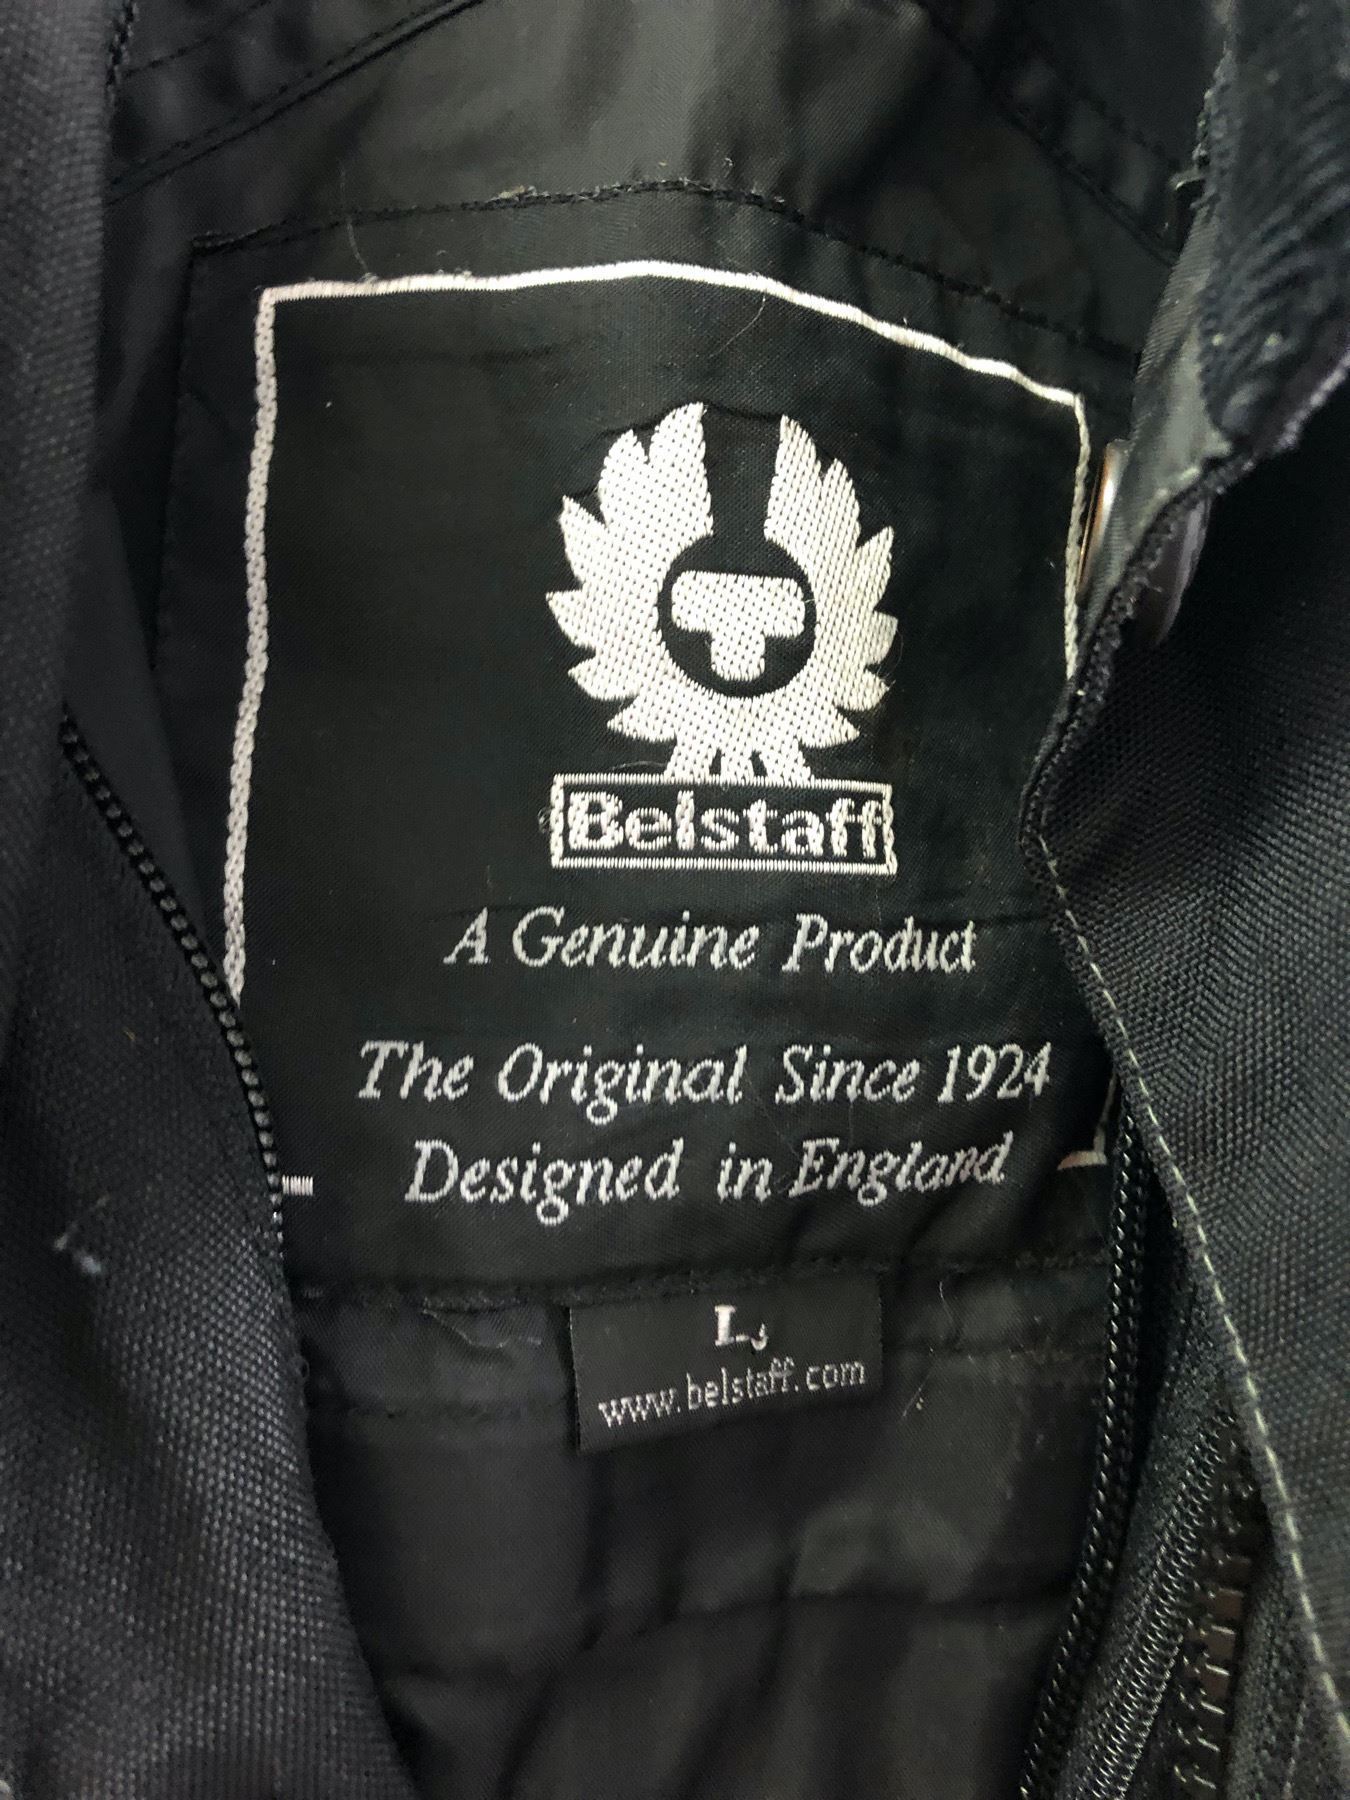 Belstaff
A Genuine Product
The Original Since 1924
Designed in England
L
www.belstaff.com